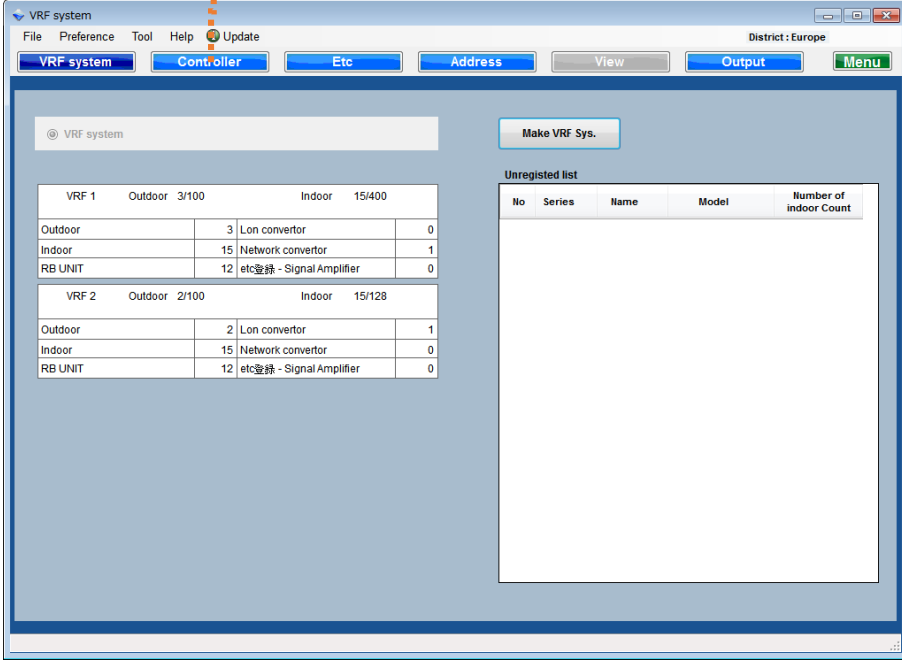 VRF system
File Preference Tool Help Update District : Europe
VRF system Controller Etc Address View Output Menu
VRF system
Make VRF Sys.
Unregisted list
No Series Name Model Number of indoor Count
VRF 1 Outdoor 3/100 Indoor 15/400
Outdoor 3 Lon convertor 0
Indoor 15 Network convertor 1
RB UNIT 12 etc登録 - Signal Amplifier 0
VRF 2 Outdoor 2/100 Indoor 15/128
Outdoor 2 Lon convertor 1
Indoor 15 Network convertor 0
RB UNIT 12 etc登録 - Signal Amplifier 0